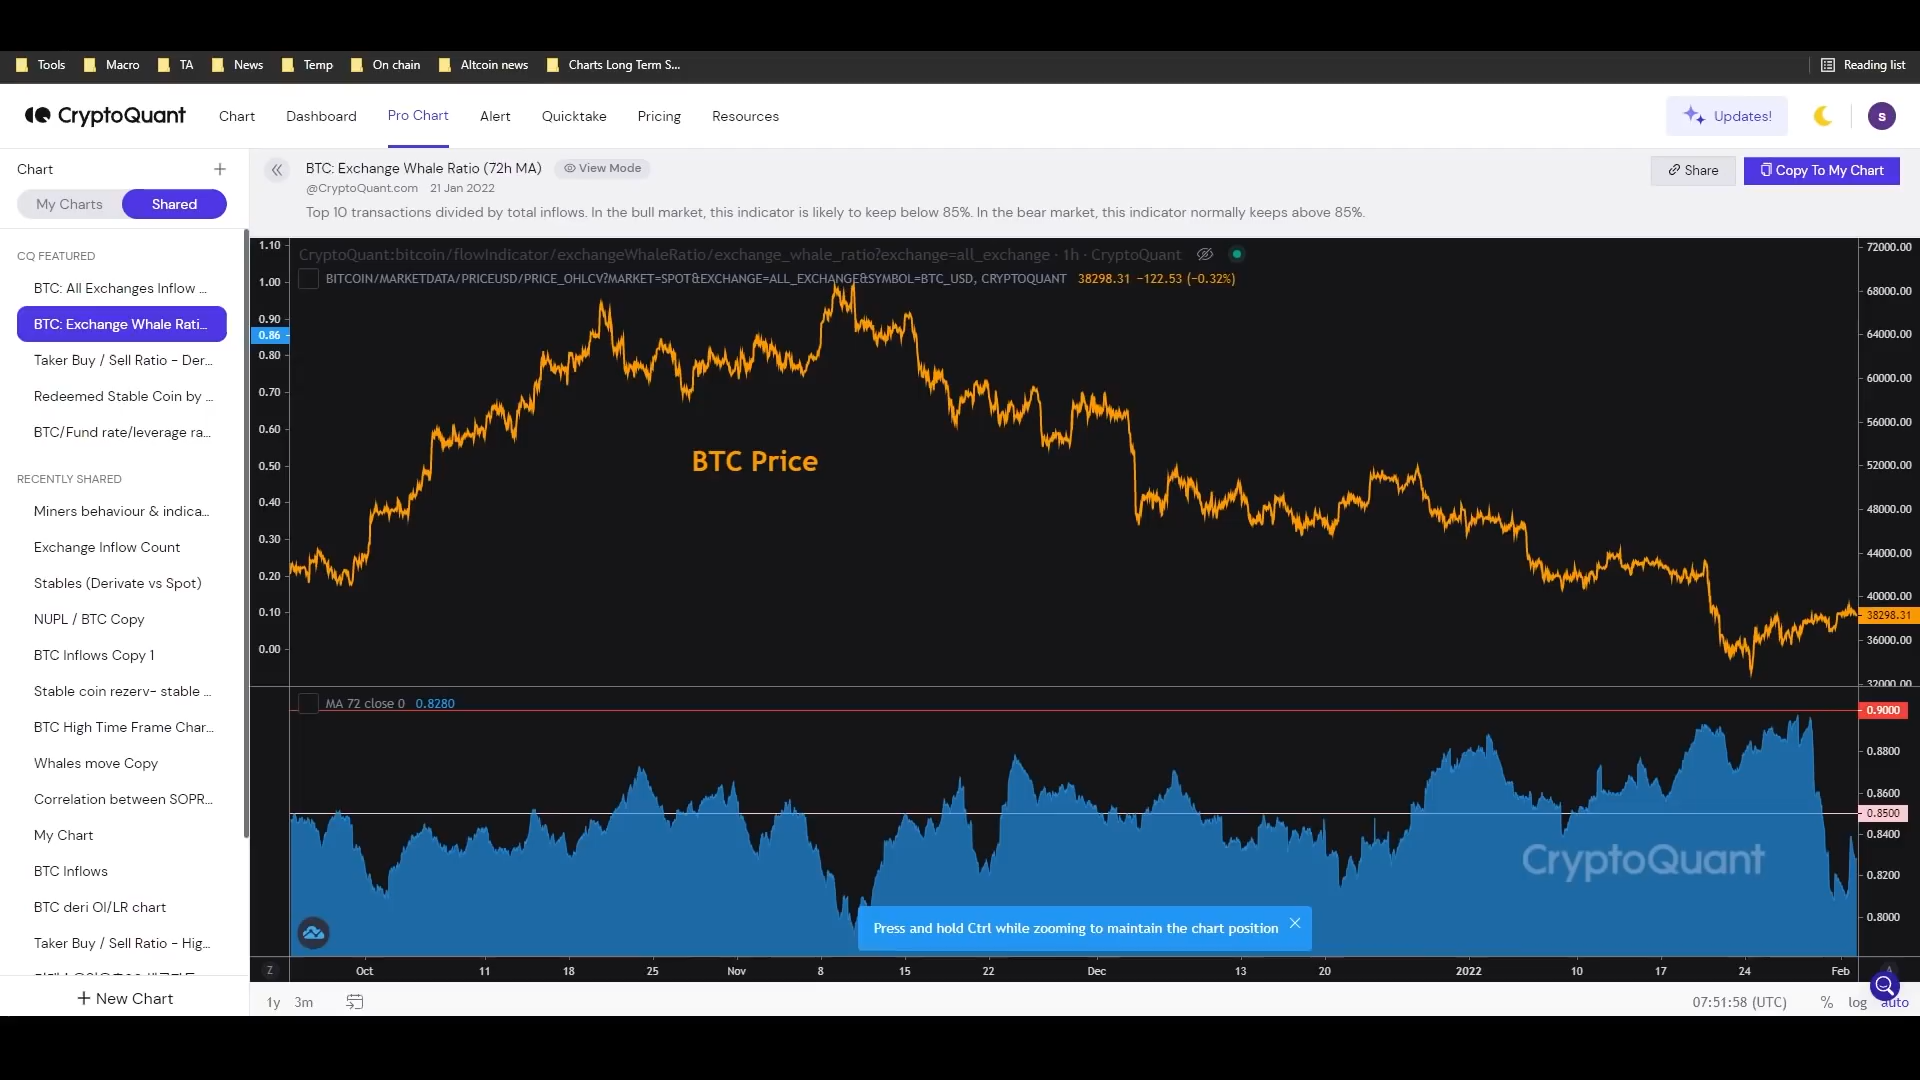 Tools Macro TA News Temp On chain Altcoin news Charts Long Term S... Reading list
CryptoQuant Chart Dashboard Pro Chart Alert Quicktake Pricing Resources Updates! s
Chart
My Charts Shared
CQ FEATURED
BTC: All Exchanges Inflow ...
BTC: Exchange Whale Rati...
Taker Buy / Sell Ratio - Der...
Redeemed Stable Coin by ...
BTC/Fund rate/leverage ra...
RECENTLY SHARED
Miners behaviour & indica...
Exchange Inflow Count
Stables (Derivate vs Spot)
NUPL / BTC Copy
BTC Inflows Copy 1
Stable coin rezerv- stable ...
BTC High Time Frame Char...
Whales move Copy
Correlation between SOPR...
My Chart
BTC Inflows
BTC deri OI/LR chart
Taker Buy / Sell Ratio - Hig...
+ New Chart
BTC: Exchange Whale Ratio (72h MA) View Mode
@CryptoQuant.com 21 Jan 2022
Top 10 transactions divided by total inflows. In the bull market, this indicator is likely to keep below 85%. In the bear market, this indicator normally keeps above 85%.
Share Copy To My Chart
CryptoQuant:bitcoin/flowIndicator/exchangeWhaleRatio/exchange_whale_ratio?exchange=all_exchange · 1h · CryptoQuant
BITCOIN/MARKETDATA/PRICEUSD/PRICE_OHLCV?MARKET=SPOT&EXCHANGE=ALL_EXCHANGE&SYMBOL=BTC_USD, CRYPTOQUANT 38298.31 −122.53 (−0.32%)
1.10
1.00
0.90
0.86
0.80
0.70
0.60
0.50
0.40
0.30
0.20
0.10
0.00
BTC Price
72000.00
68000.00
64000.00
60000.00
56000.00
52000.00
48000.00
44000.00
40000.00
38298.31
36000.00
32000.00
MA 72 close 0 0.8280
0.9000
0.8800
0.8600
0.8500
0.8400
0.8200
0.8000
CryptoQuant
Press and hold Ctrl while zooming to maintain the chart position
Z Oct 11 18 25 Nov 8 15 22 Dec 13 20 2022 10 17 24 Feb
1y 3m 07:51:58 (UTC) % log auto